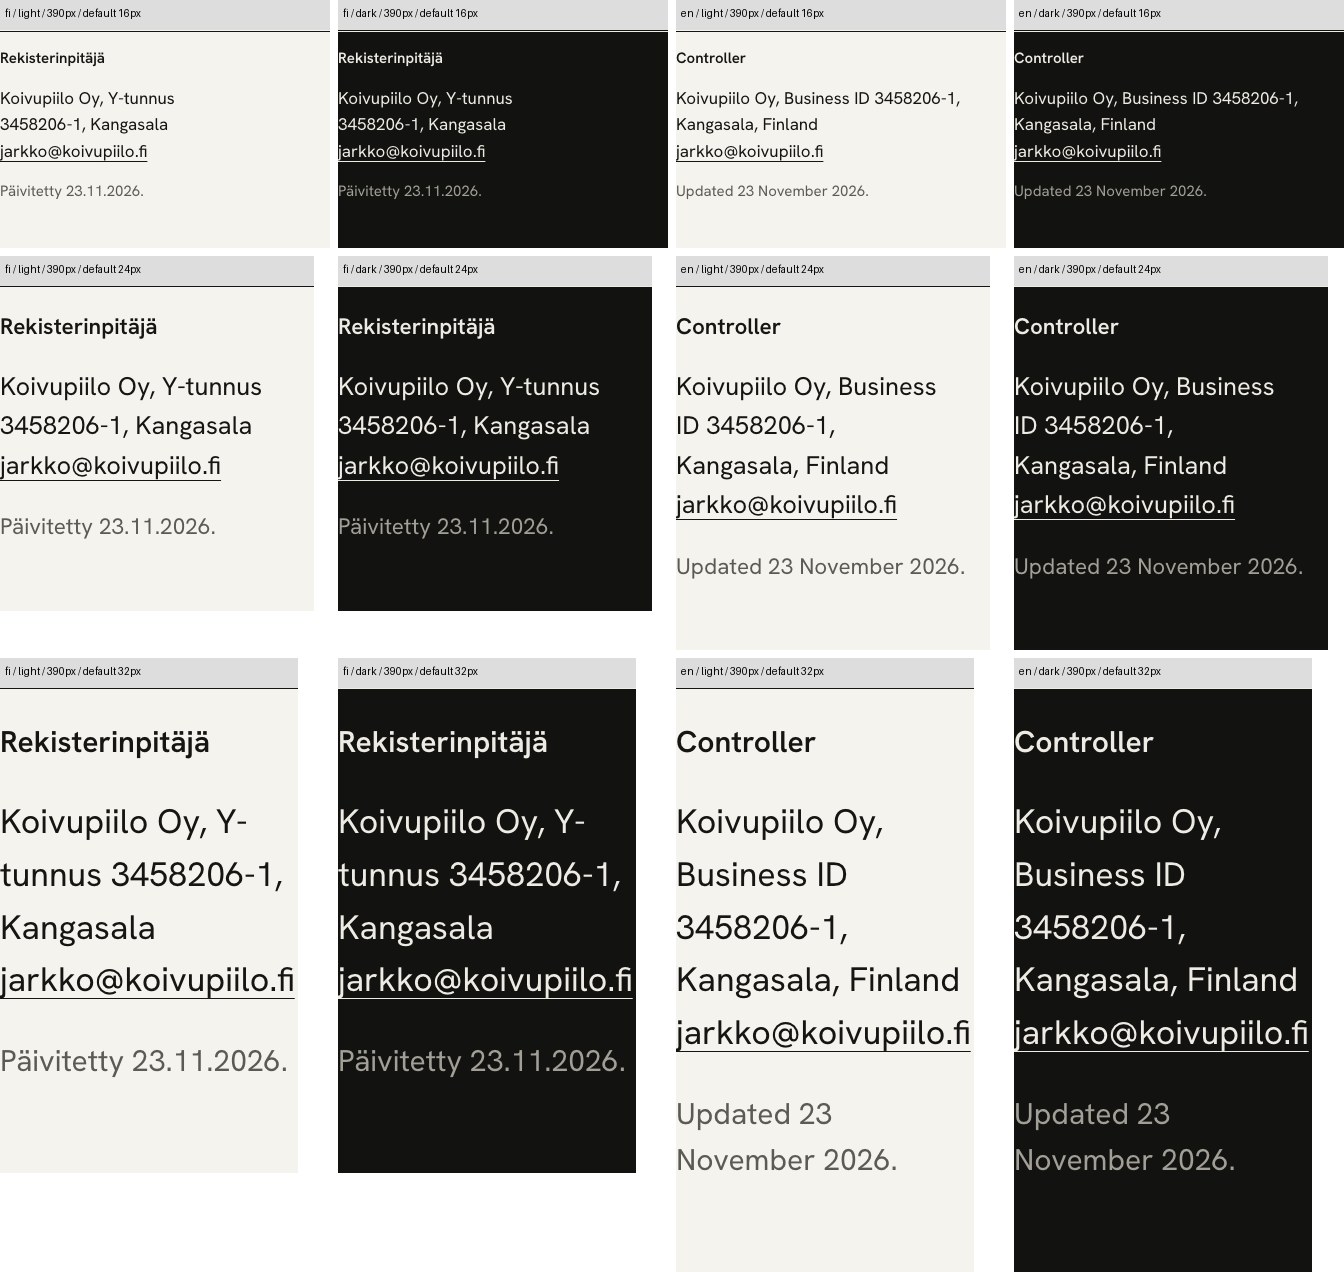 fi / light / 390px / default 16px
Rekisterinpitäjä
Koivupiilo Oy, Y-tunnus
3458206-1, Kangasala
jarkko@koivupiilo.fi
Päivitetty 23.11.2026.
fi / dark / 390px / default 16px
Rekisterinpitäjä
Koivupiilo Oy, Y-tunnus
3458206-1, Kangasala
jarkko@koivupiilo.fi
Päivitetty 23.11.2026.
en / light / 390px / default 16px
Controller
Koivupiilo Oy, Business ID 3458206-1,
Kangasala, Finland
jarkko@koivupiilo.fi
Updated 23 November 2026.
en / dark / 390px / default 16px
Controller
Koivupiilo Oy, Business ID 3458206-1,
Kangasala, Finland
jarkko@koivupiilo.fi
Updated 23 November 2026.
fi / light / 390px / default 24px
Rekisterinpitäjä
Koivupiilo Oy, Y-tunnus
3458206-1, Kangasala
jarkko@koivupiilo.fi
Päivitetty 23.11.2026.
fi / dark / 390px / default 24px
Rekisterinpitäjä
Koivupiilo Oy, Y-tunnus
3458206-1, Kangasala
jarkko@koivupiilo.fi
Päivitetty 23.11.2026.
en / light / 390px / default 24px
Controller
Koivupiilo Oy, Business
ID 3458206-1,
Kangasala, Finland
jarkko@koivupiilo.fi
Updated 23 November 2026.
en / dark / 390px / default 24px
Controller
Koivupiilo Oy, Business
ID 3458206-1,
Kangasala, Finland
jarkko@koivupiilo.fi
Updated 23 November 2026.
fi / light / 390px / default 32px
Rekisterinpitäjä
Koivupiilo Oy, Y-
tunnus 3458206-1,
Kangasala
jarkko@koivupiilo.fi
Päivitetty 23.11.2026.
fi / dark / 390px / default 32px
Rekisterinpitäjä
Koivupiilo Oy, Y-
tunnus 3458206-1,
Kangasala
jarkko@koivupiilo.fi
Päivitetty 23.11.2026.
en / light / 390px / default 32px
Controller
Koivupiilo Oy,
Business ID
3458206-1,
Kangasala, Finland
jarkko@koivupiilo.fi
Updated 23
November 2026.
en / dark / 390px / default 32px
Controller
Koivupiilo Oy,
Business ID
3458206-1,
Kangasala, Finland
jarkko@koivupiilo.fi
Updated 23
November 2026.